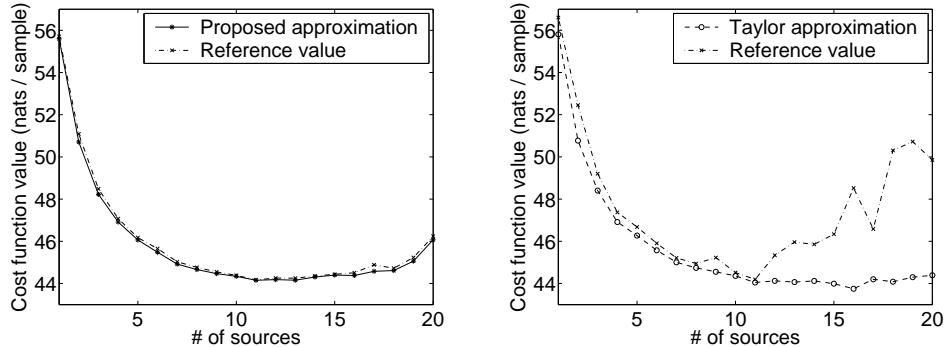 Cost function value (nats / sample)
56
54
52
50
48
46
44
Proposed approximation
Reference value
5
10
15
20
# of sources
Cost function value (nats / sample)
56
54
52
50
48
46
44
Taylor approximation
Reference value
5
10
15
20
# of sources